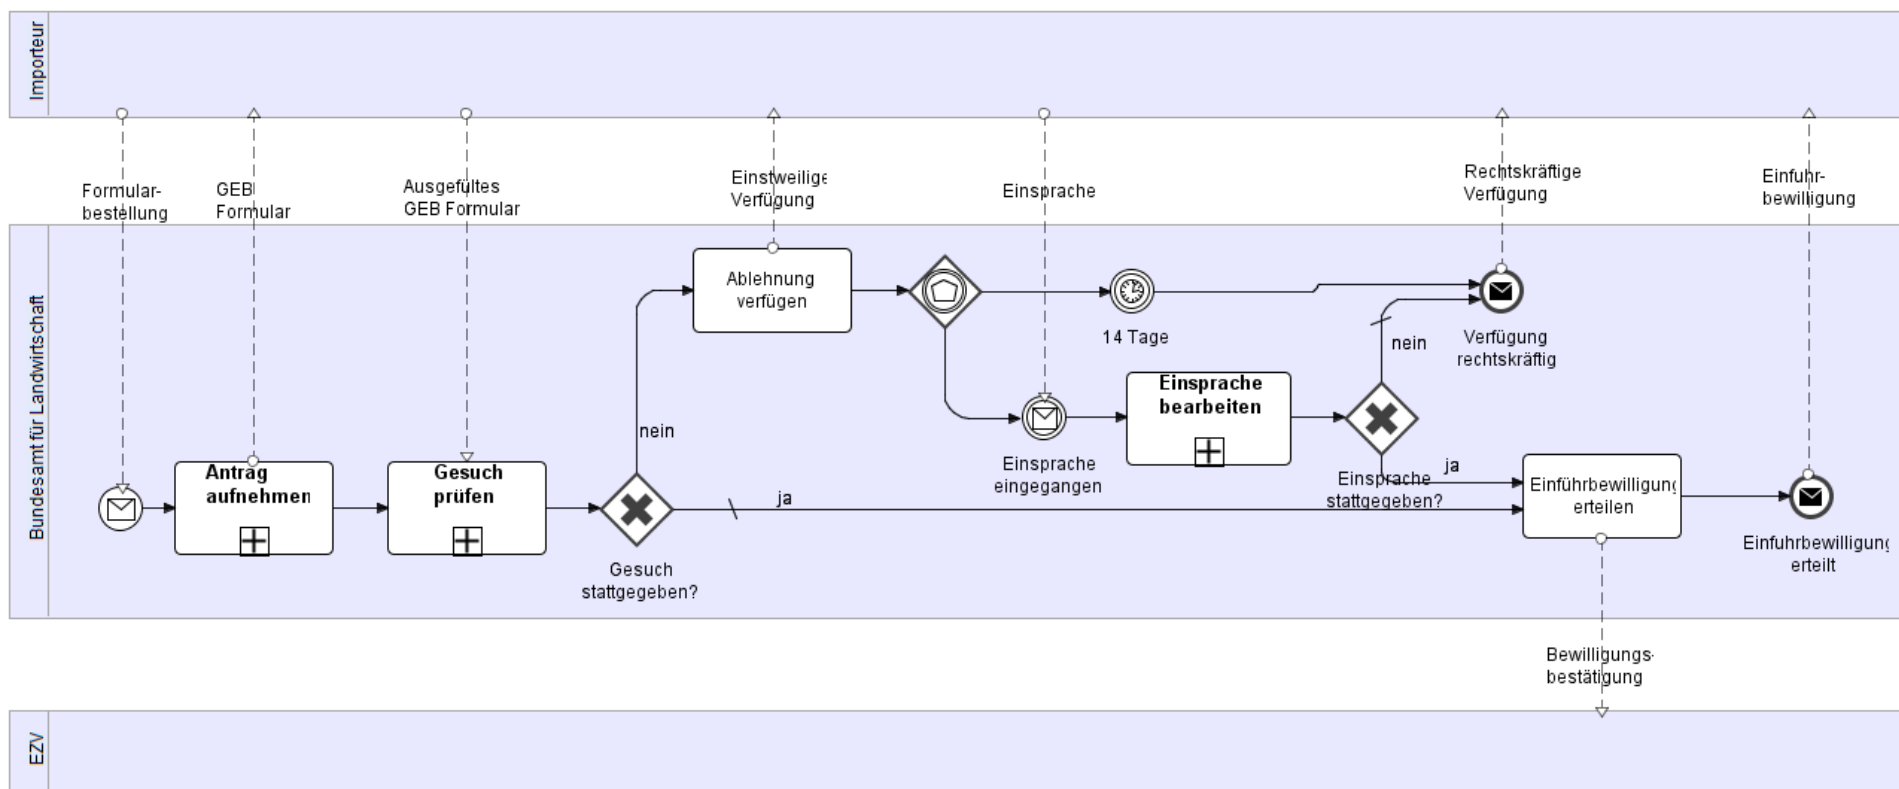 Importeur
Formular-
bestellung
GEB
Formular
Ausgefültes
GEB Formular
Einstweilige
Verfügung
Einsprache
Rechtskräftige
Verfügung
Einfuhr-
bewilligung
Bundesamt für Landwirtschaft
Antrag
aufnehmen
Gesuch
prüfen
Gesuch
stattgegeben?
nein
ja
Ablehnung
verfügen
14 Tage
Einsprache
eingegangen
Einsprache
bearbeiten
Einsprache
stattgegeben?
nein
ja
Verfügung
rechtskräftig
Einführbewilligung
erteilen
Einfuhrbewilligung
erteilt
Bewilligungs-
bestätigung
EZV